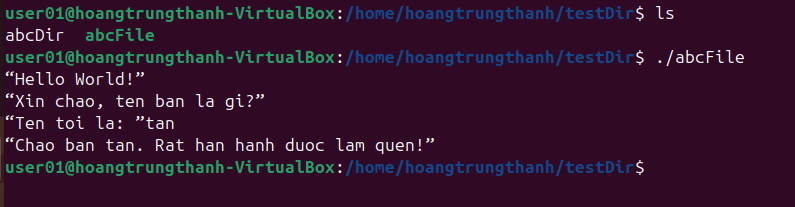 user01@hoangtrungthanh-VirtualBox:/home/hoangtrungthanh/testDir$ ls
abcDir  abcFile
user01@hoangtrungthanh-VirtualBox:/home/hoangtrungthanh/testDir$ ./abcFile
“Hello World!”
“Xin chao, ten ban la gi?”
“Ten toi la: ”tan
“Chao ban tan. Rat han hanh duoc lam quen!”
user01@hoangtrungthanh-VirtualBox:/home/hoangtrungthanh/testDir$